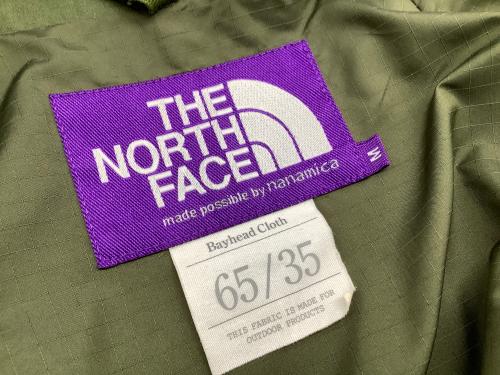 THE
NORTH
FACE
made possible by nanamica
M
Bayhead Cloth
65/35
THIS FABRIC IS MADE FOR
OUTDOOR PRODUCTS